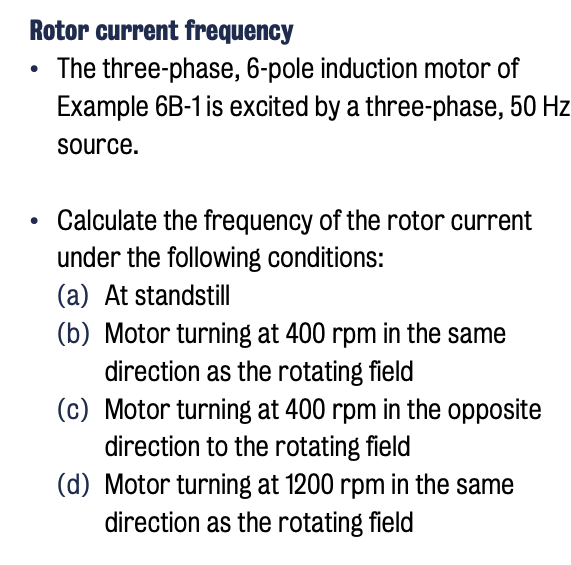 Rotor current frequency
• The three-phase, 6-pole induction motor of
Example 6B-1 is excited by a three-phase, 50 Hz
source.
• Calculate the frequency of the rotor current
under the following conditions:
(a) At standstill
(b) Motor turning at 400 rpm in the same
direction as the rotating field
(c) Motor turning at 400 rpm in the opposite
direction to the rotating field
(d) Motor turning at 1200 rpm in the same
direction as the rotating field